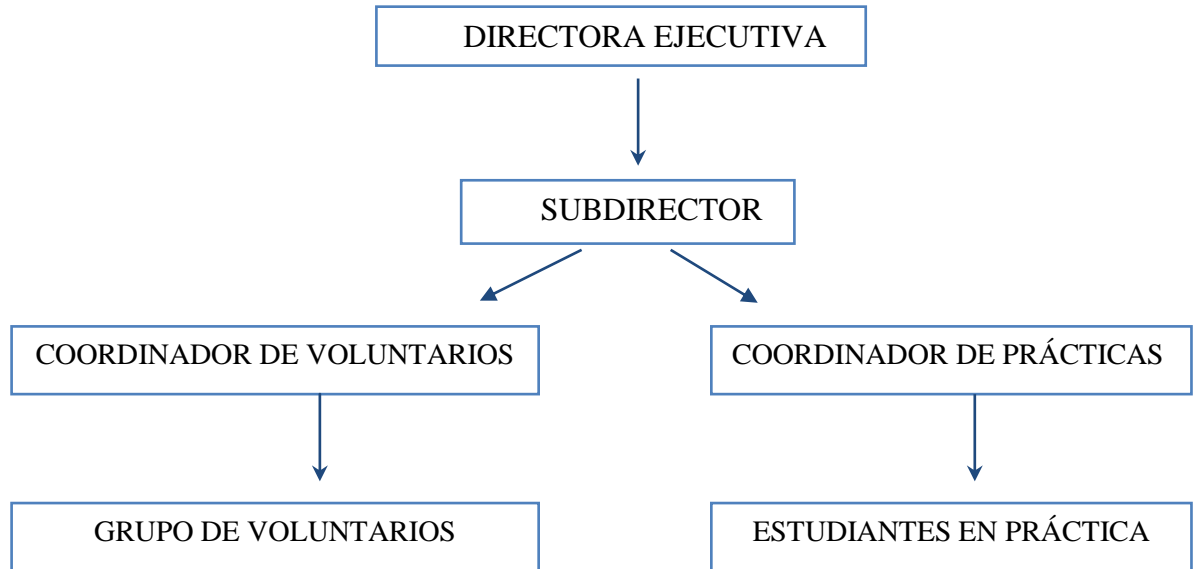 DIRECTORA EJECUTIVA
SUBDIRECTOR
COORDINADOR DE VOLUNTARIOS
COORDINADOR DE PRÁCTICAS
GRUPO DE VOLUNTARIOS
ESTUDIANTES EN PRÁCTICA